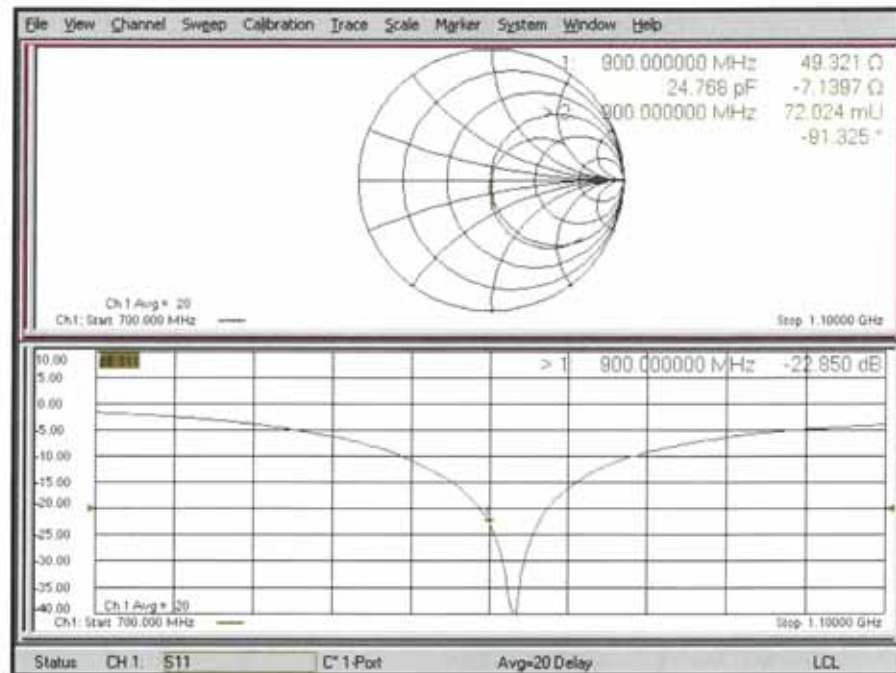 File View Channel Sweep Calibration Trace Scale Marker System Window Help
1: 900.000000 MHz 49.321 Ω
24.768 pF -7.1397 Ω
> 2: 900.000000 MHz 72.024 mU
-91.325 °
Ch 1 Avg = 20
Ch1: Start 700.000 MHz
Stop 1.10000 GHz
10.00
> 1: 900.000000 MHz -22.850 dB
5.00
0.00
-5.00
-10.00
-15.00
-20.00
-25.00
-30.00
-35.00
-40.00
Ch 1 Avg = 20
Ch1: Start 700.000 MHz
Stop 1.10000 GHz
Status CH 1: S11 C* 1-Port Avg=20 Delay LCL